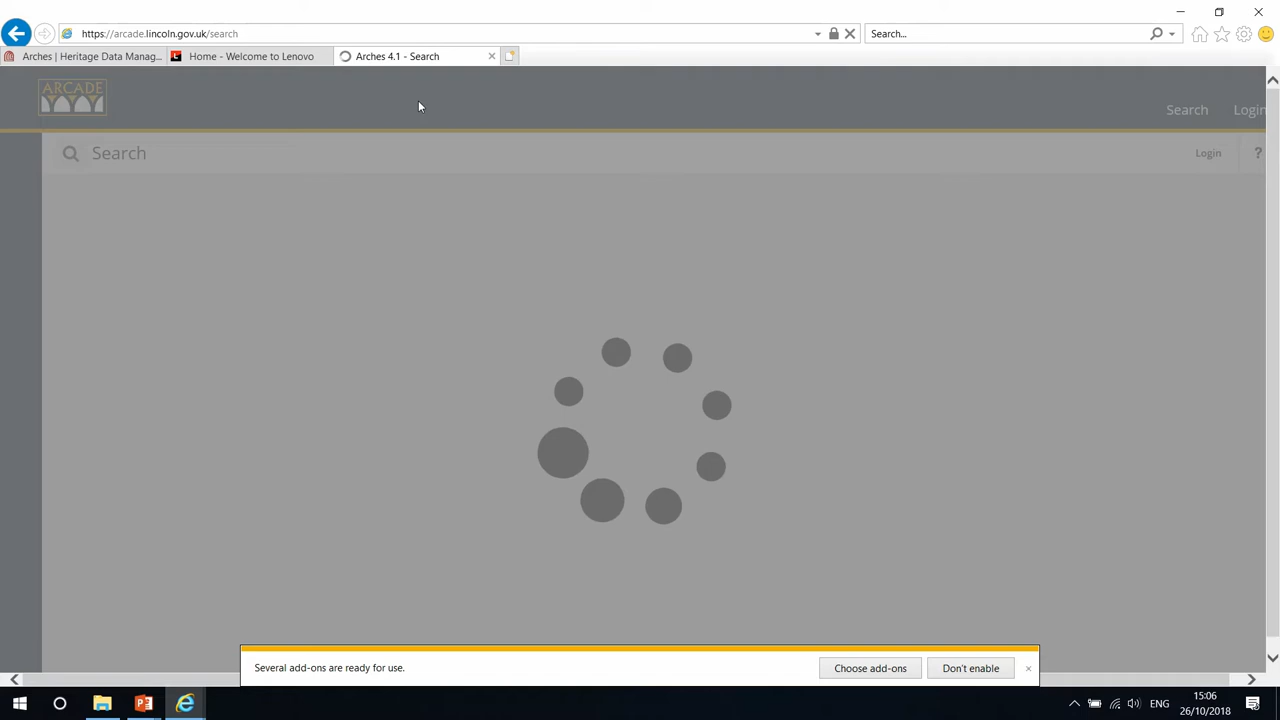 https://arcade.lincoln.gov.uk/search
Search...
Arches | Heritage Data Manag...
Home - Welcome to Lenovo
Arches 4.1 - Search
ARCADE
Search
Login
Search
Login
?
Several add-ons are ready for use.
Choose add-ons
Don't enable
ENG
15:06
26/10/2018